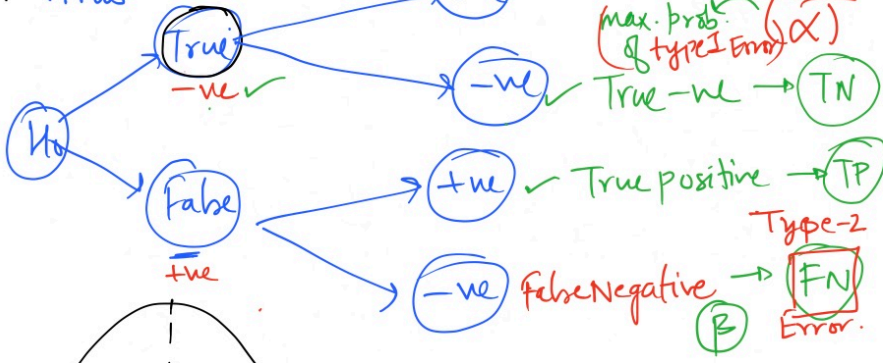 True
-ve ✓
(max. prob.
of type I Error) α)
-ve ✓ True -ve → TN
Ho
+ve ✓ True positive → TP
False
+ve
Type-2
-ve False Negative → FN
β
Error.